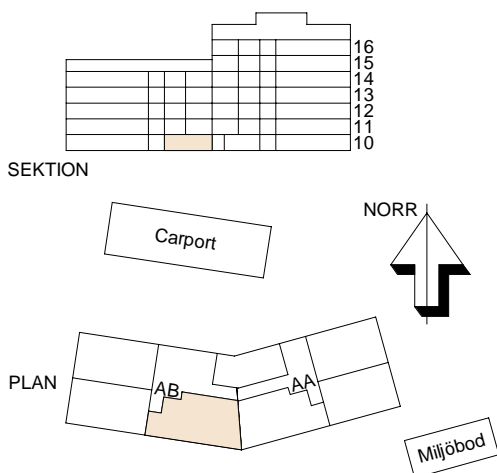 16
15
14
13
12
11
10
SEKTION
NORR
Carport
PLAN
AB
AA
Miljöbod